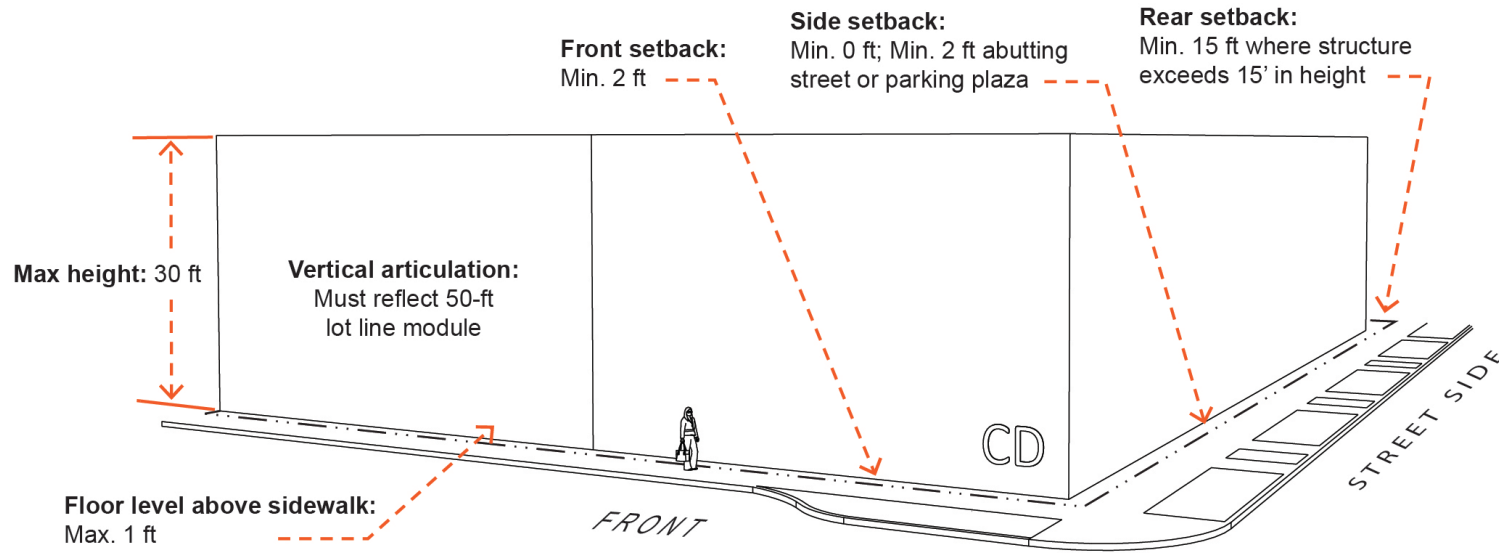 Front setback:
Min. 2 ft
Side setback:
Min. 0 ft; Min. 2 ft abutting
street or parking plaza
Rear setback:
Min. 15 ft where structure
exceeds 15' in height
Max height: 30 ft
Vertical articulation:
Must reflect 50-ft
lot line module
CD
Floor level above sidewalk:
Max. 1 ft
FRONT
STREET SIDE